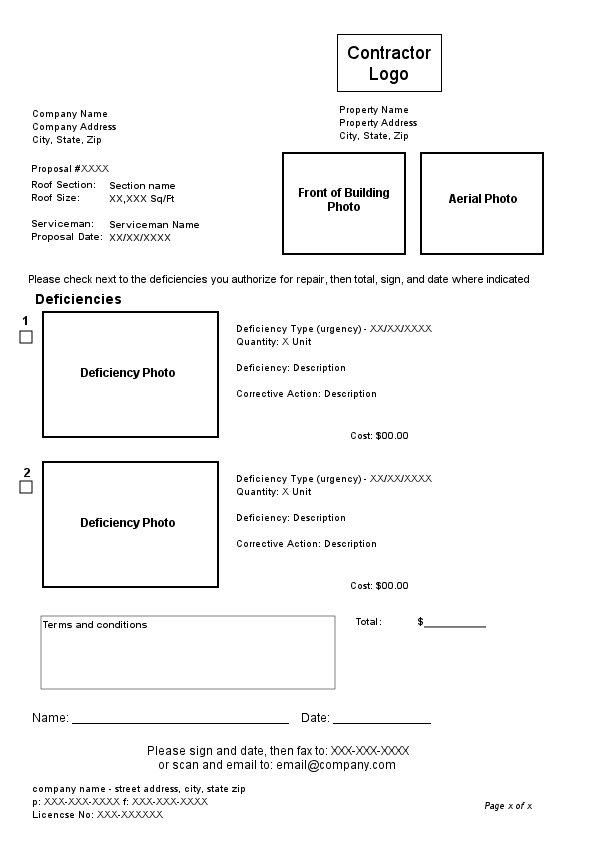 Contractor
Logo
Company Name
Company Address
City, State, Zip
Property Name
Property Address
City, State, Zip
Proposal #XXXX
Roof Section: Section name
Roof Size: XX,XXX Sq/Ft
Serviceman: Serviceman Name
Proposal Date: XX/XX/XXXX
Front of Building
Photo
Aerial Photo
Please check next to the deficiencies you authorize for repair, then total, sign, and date where indicated
Deficiencies
1
Deficiency Photo
Deficiency Type (urgency) - XX/XX/XXXX
Quantity: X Unit
Deficiency: Description
Corrective Action: Description
Cost: $00.00
2
Deficiency Photo
Deficiency Type (urgency) - XX/XX/XXXX
Quantity: X Unit
Deficiency: Description
Corrective Action: Description
Cost: $00.00
Terms and conditions
Total: $___________
Name: ________________________________ Date: ______________
Please sign and date, then fax to: XXX-XXX-XXXX
or scan and email to: email@company.com
company name - street address, city, state zip
p: XXX-XXX-XXXX f: XXX-XXX-XXXX
Licencse No: XXX-XXXXXX
Page x of x